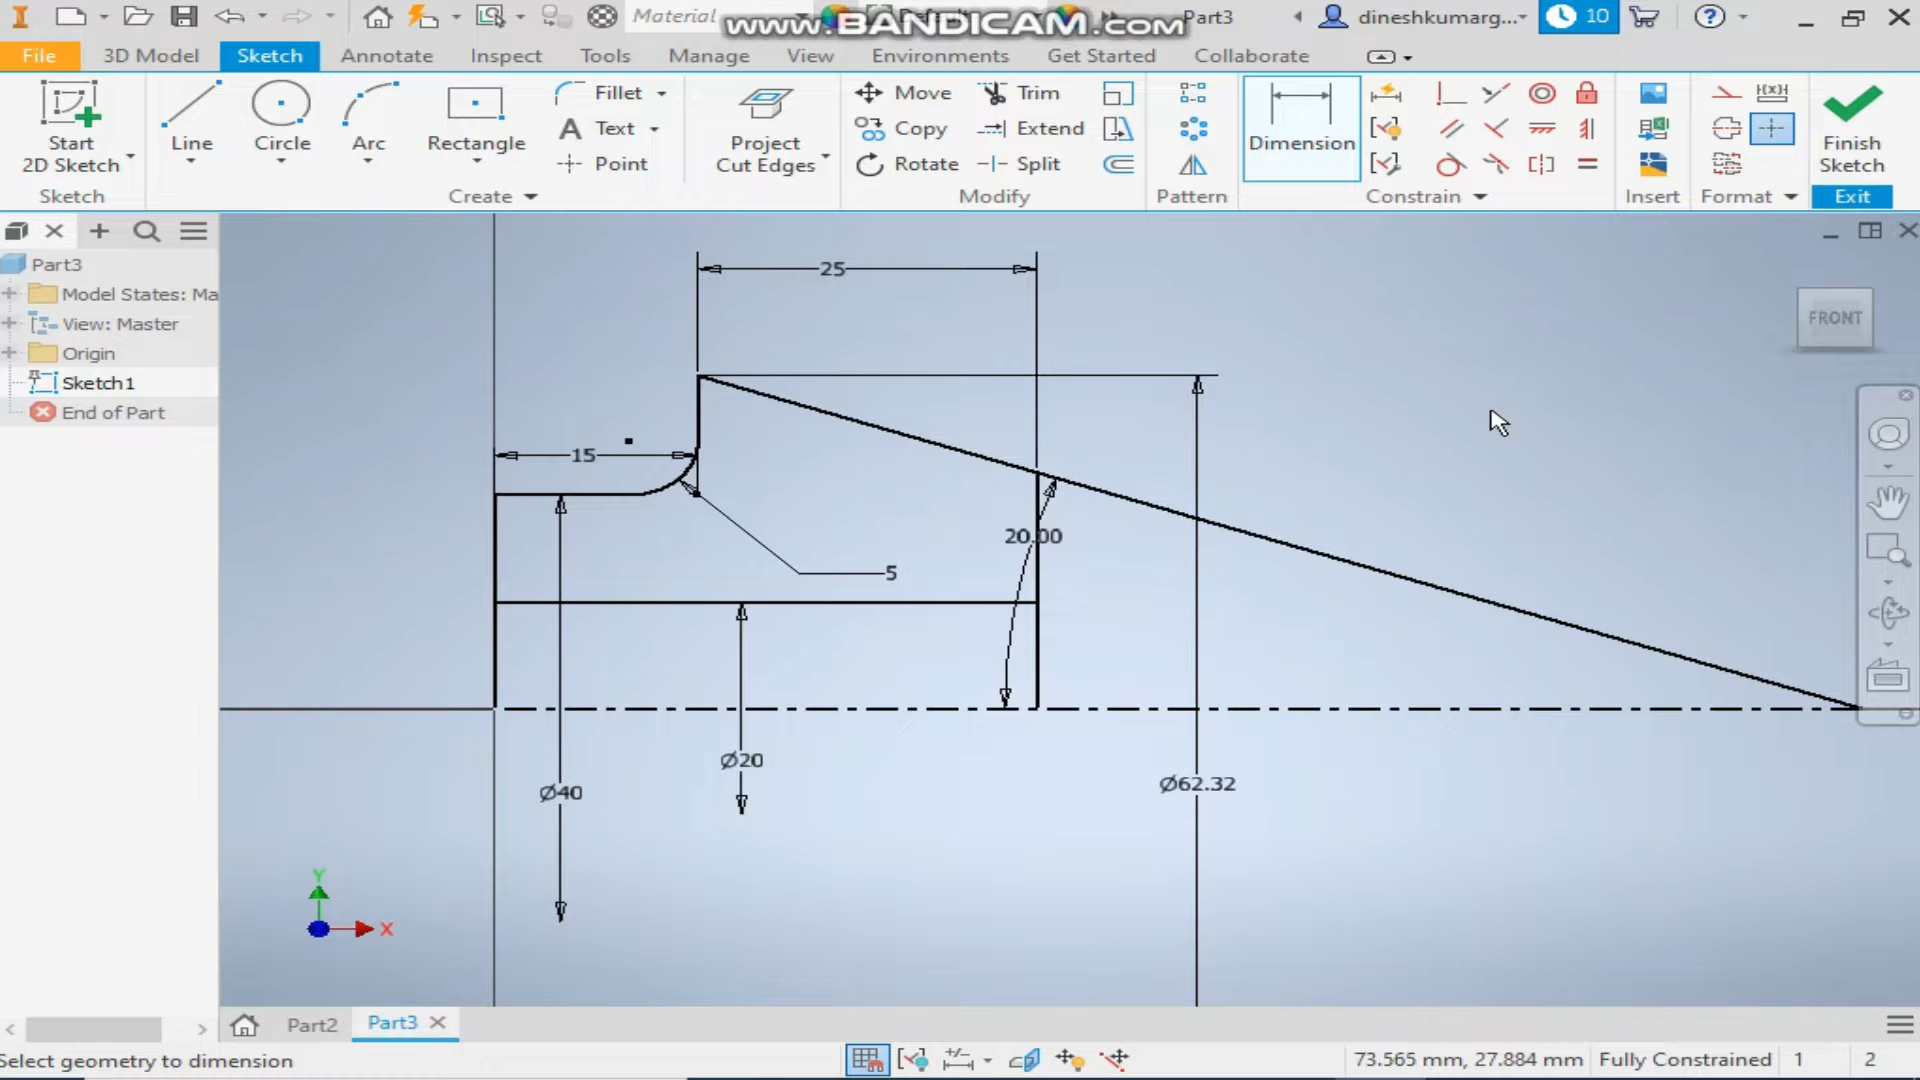 Material
Default
www.BANDICAM.com
Part3
dineshkumarg...
10
File
3D Model
Sketch
Annotate
Inspect
Tools
Manage
View
Environments
Get Started
Collaborate
Start
2D Sketch
Line
Circle
Arc
Rectangle
Fillet
Text
Point
Project
Cut Edges
Move
Copy
Rotate
Trim
Extend
Split
Dimension
Finish
Sketch
Sketch
Create
Modify
Pattern
Constrain
Insert
Format
Exit
Part3
Model States: Ma
View: Master
Origin
Sketch1
End of Part
25
FRONT
15
20.00
5
Ø20
Ø40
Ø62.32
Y
X
Part2
Part3
Select geometry to dimension
73.565 mm, 27.884 mm
Fully Constrained
1
2